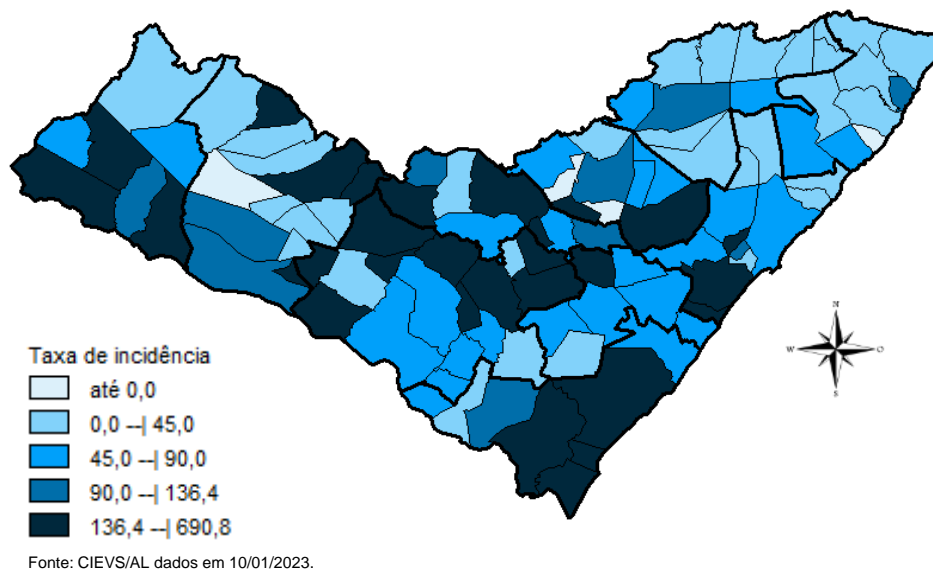 N
W
O
S
Taxa de incidência
até 0,0
0,0 --| 45,0
45,0 --| 90,0
90,0 --| 136,4
136,4 --| 690,8
Fonte: CIEVS/AL dados em 10/01/2023.